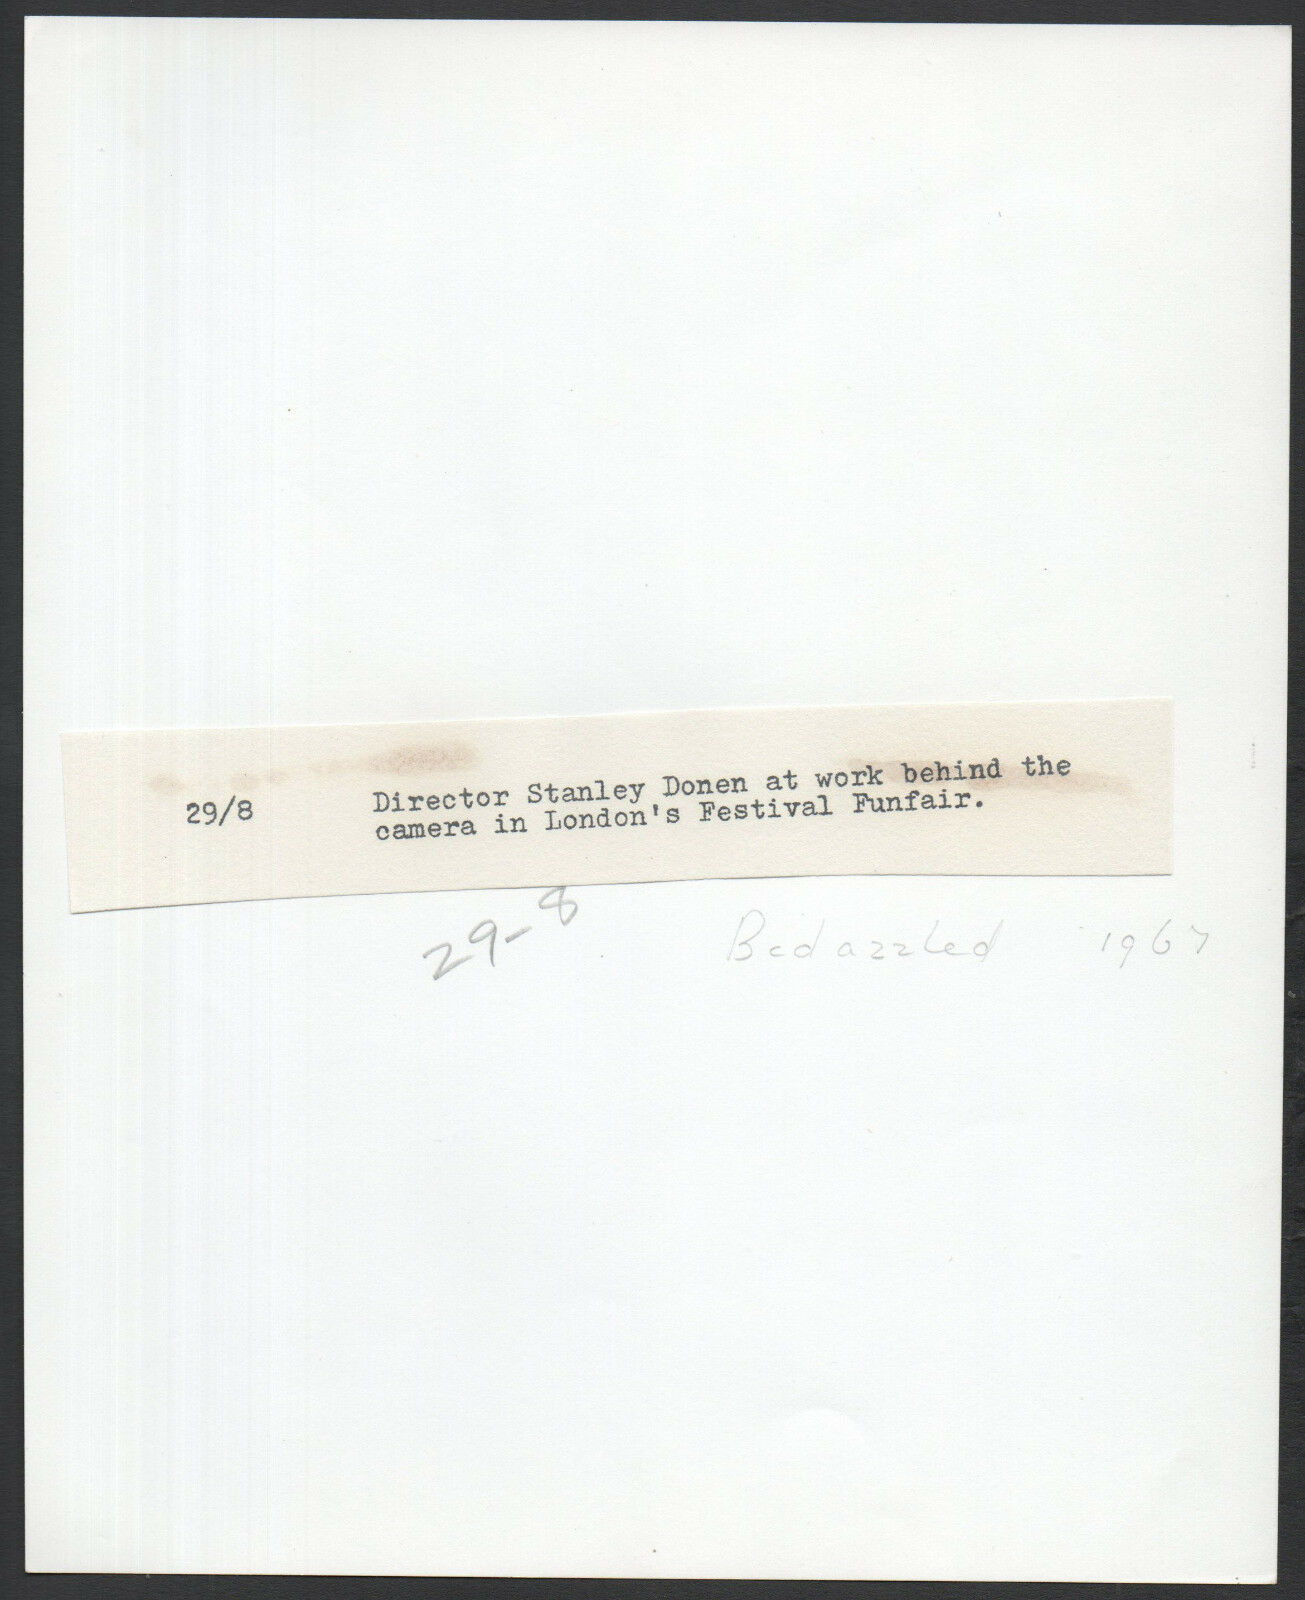 29/8 Director Stanley Donen at work behind the
camera in London's Festival Funfair.
29-8
Bedazzled 1967